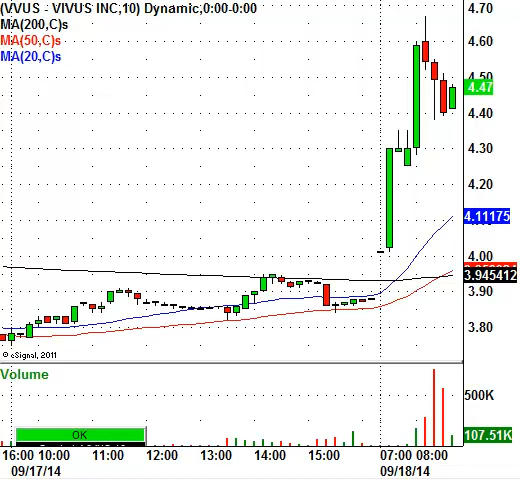 (VVUS - VIVUS INC,10) Dynamic,0:00-0:00
MA(200,C)s
MA(50,C)s
MA(20,C)s
4.70
4.60
4.50
4.47
4.40
4.30
4.20
4.11175
4.00
3.945412
3.90
3.80
© eSignal, 2011
Volume
500K
107.51K
OK
16:00 10:00 11:00 12:00 13:00 14:00 15:00 07:00 08:00
09/17/14 09/18/14